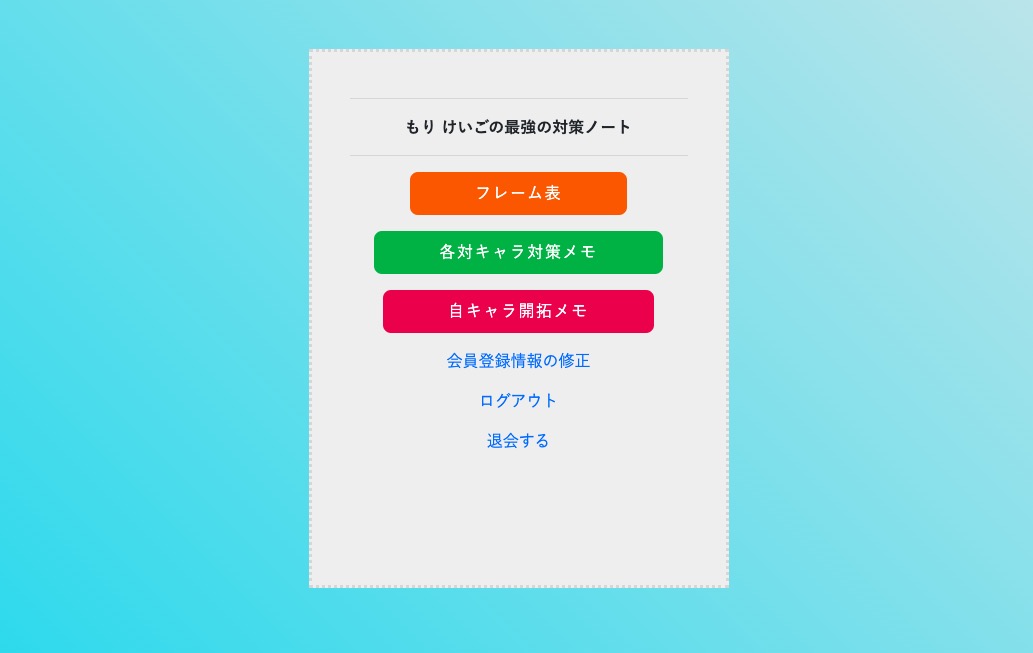 もり けいごの最強の対策ノート
フレーム表
各対キャラ対策メモ
自キャラ開拓メモ
会員登録情報の修正
ログアウト
退会する